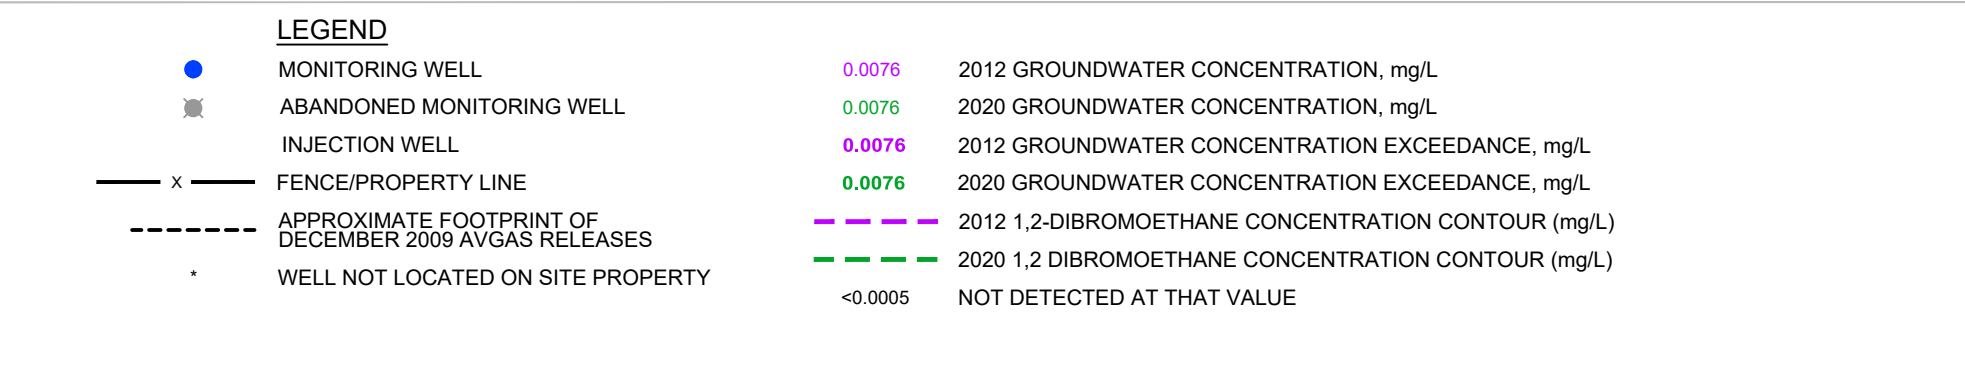 LEGEND
MONITORING WELL
ABANDONED MONITORING WELL
INJECTION WELL
X FENCE/PROPERTY LINE
APPROXIMATE FOOTPRINT OF
DECEMBER 2009 AVGAS RELEASES
* WELL NOT LOCATED ON SITE PROPERTY
0.0076 2012 GROUNDWATER CONCENTRATION, mg/L
0.0076 2020 GROUNDWATER CONCENTRATION, mg/L
0.0076 2012 GROUNDWATER CONCENTRATION EXCEEDANCE, mg/L
0.0076 2020 GROUNDWATER CONCENTRATION EXCEEDANCE, mg/L
2012 1,2-DIBROMOETHANE CONCENTRATION CONTOUR (mg/L)
2020 1,2 DIBROMOETHANE CONCENTRATION CONTOUR (mg/L)
<0.0005 NOT DETECTED AT THAT VALUE